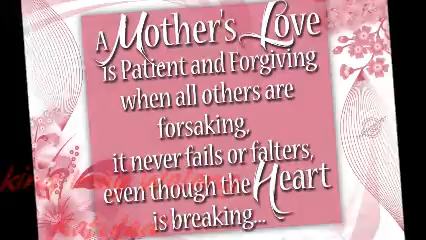 A Mother's Love
is Patient and Forgiving
when all others are
forsaking,
it never fails or falters,
even though the Heart
is breaking...